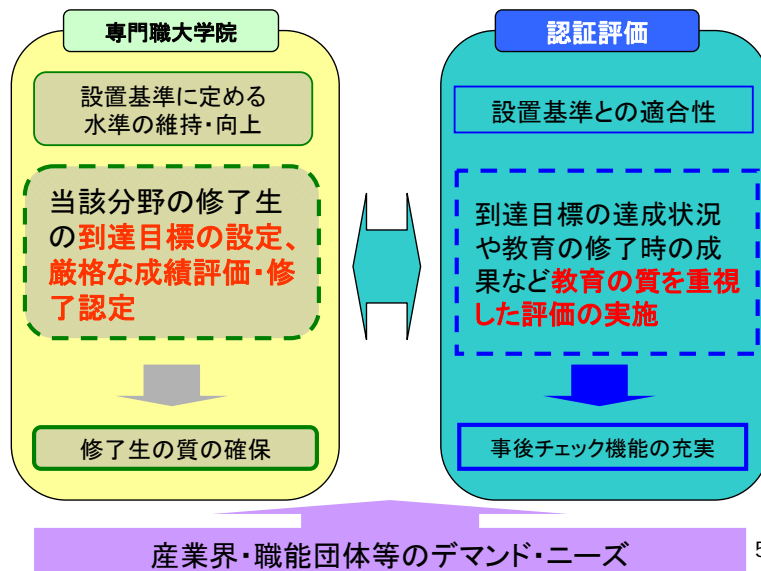 専門職大学院
設置基準に定める
水準の維持・向上
当該分野の修了生
の到達目標の設定、
厳格な成績評価・修
了認定
修了生の質の確保
認証評価
設置基準との適合性
到達目標の達成状況
や教育の修了時の成
果など教育の質を重視
した評価の実施
事後チェック機能の充実
産業界・職能団体等のデマンド・ニーズ
5